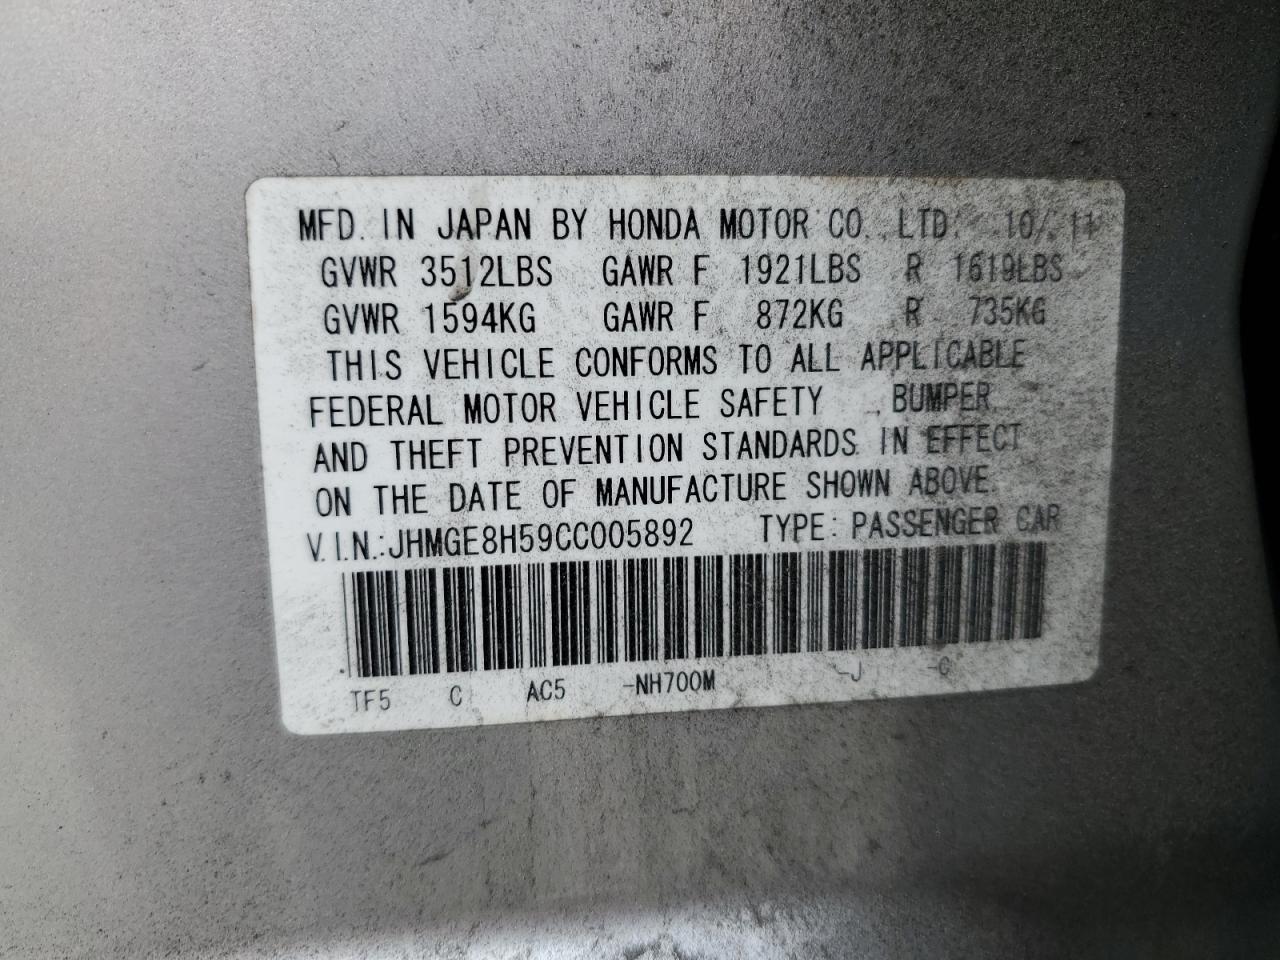 MFD. IN JAPAN BY HONDA MOTOR CO., LTD. 10/11
GVWR 3512LBS GAWR F 1921LBS R 1619LBS
GVWR 1594KG GAWR F 872KG R 735KG
THIS VEHICLE CONFORMS TO ALL APPLICABLE
FEDERAL MOTOR VEHICLE SAFETY , BUMPER
AND THEFT PREVENTION STANDARDS IN EFFECT
ON THE DATE OF MANUFACTURE SHOWN ABOVE.
V.I.N.:JHMGE8H59CC005892 TYPE: PASSENGER CAR
TF5 C AC5 -NH700M -J -C